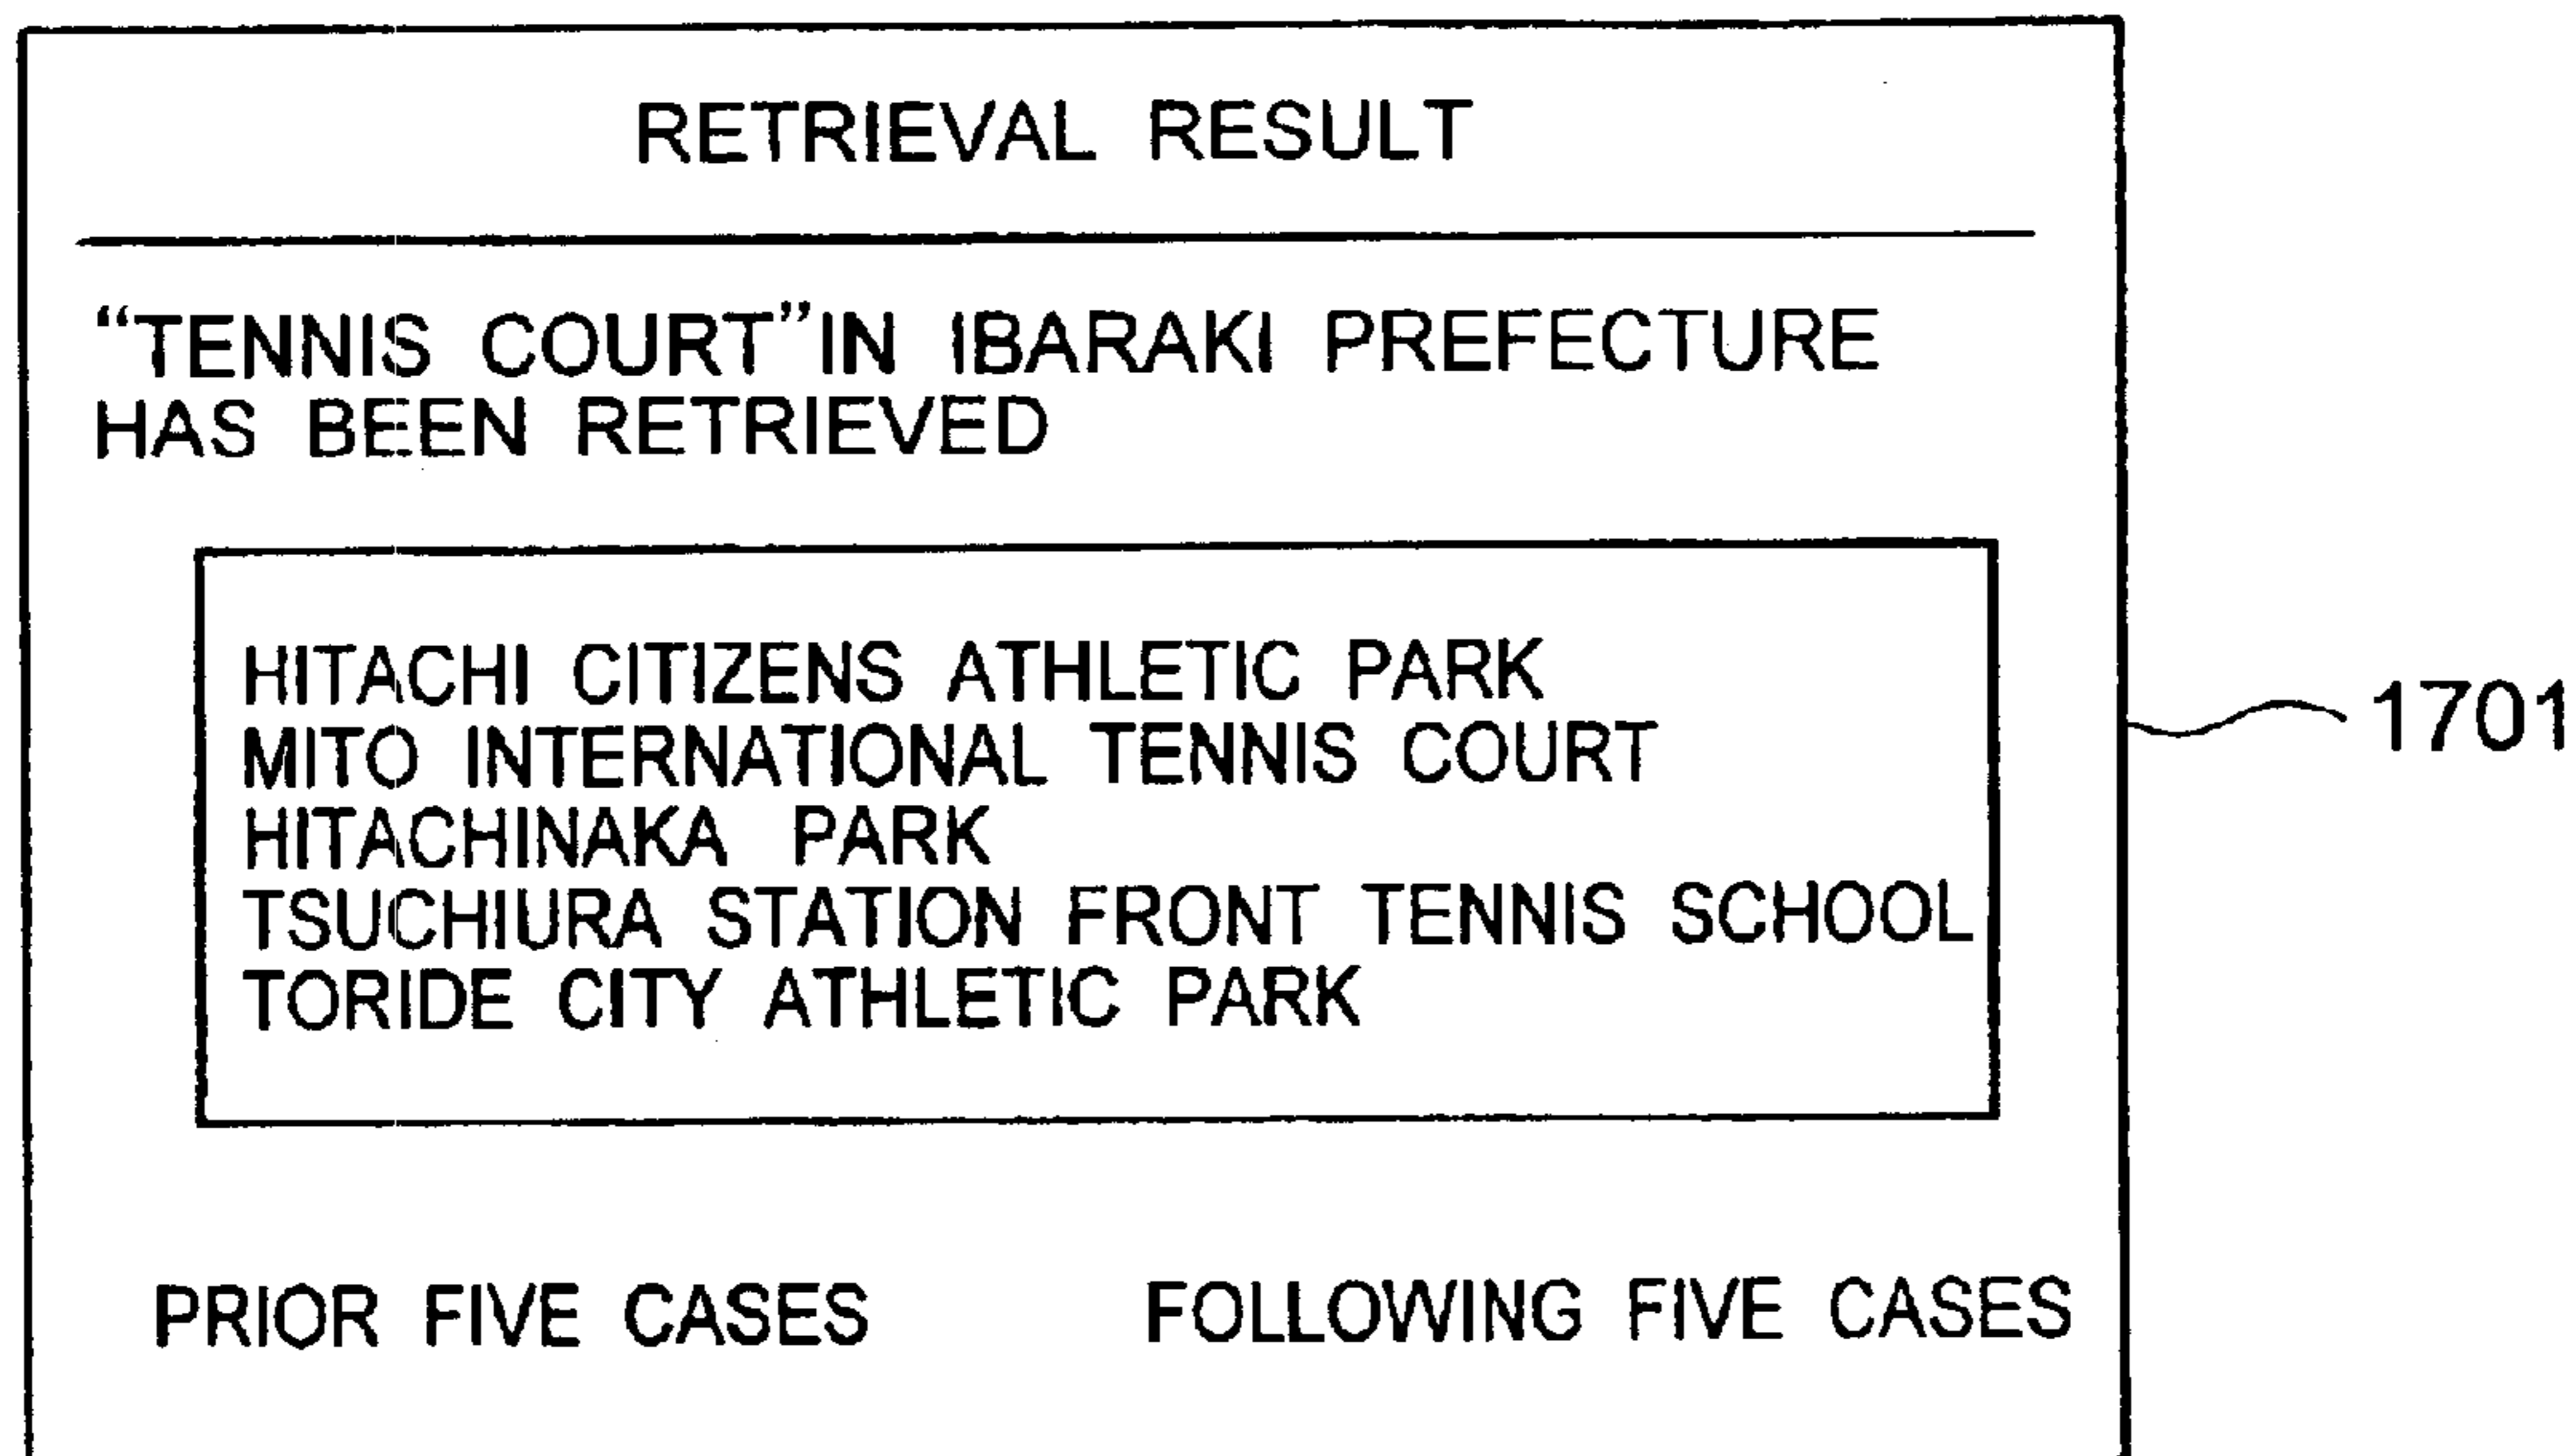 RETRIEVAL RESULT
“TENNIS COURT”IN IBARAKI PREFECTURE
HAS BEEN RETRIEVED
HITACHI CITIZENS ATHLETIC PARK
MITO INTERNATIONAL TENNIS COURT
HITACHINAKA PARK
TSUCHIURA STATION FRONT TENNIS SCHOOL
TORIDE CITY ATHLETIC PARK
1701
PRIOR FIVE CASES FOLLOWING FIVE CASES